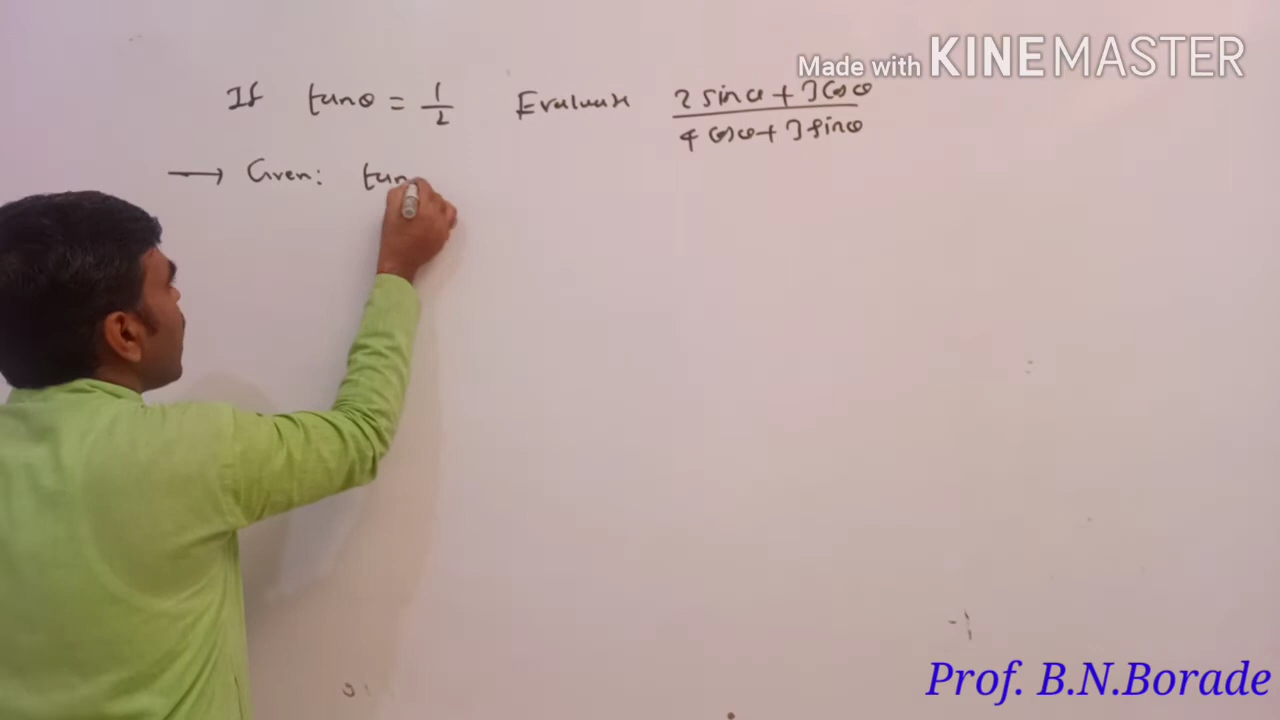 Made with KINEMASTER
If tanθ = 1/2 Evaluate 2 sinθ + 3 cosθ / 4 cosθ + 3 sinθ
→ Given: tan
Prof. B.N.Borade